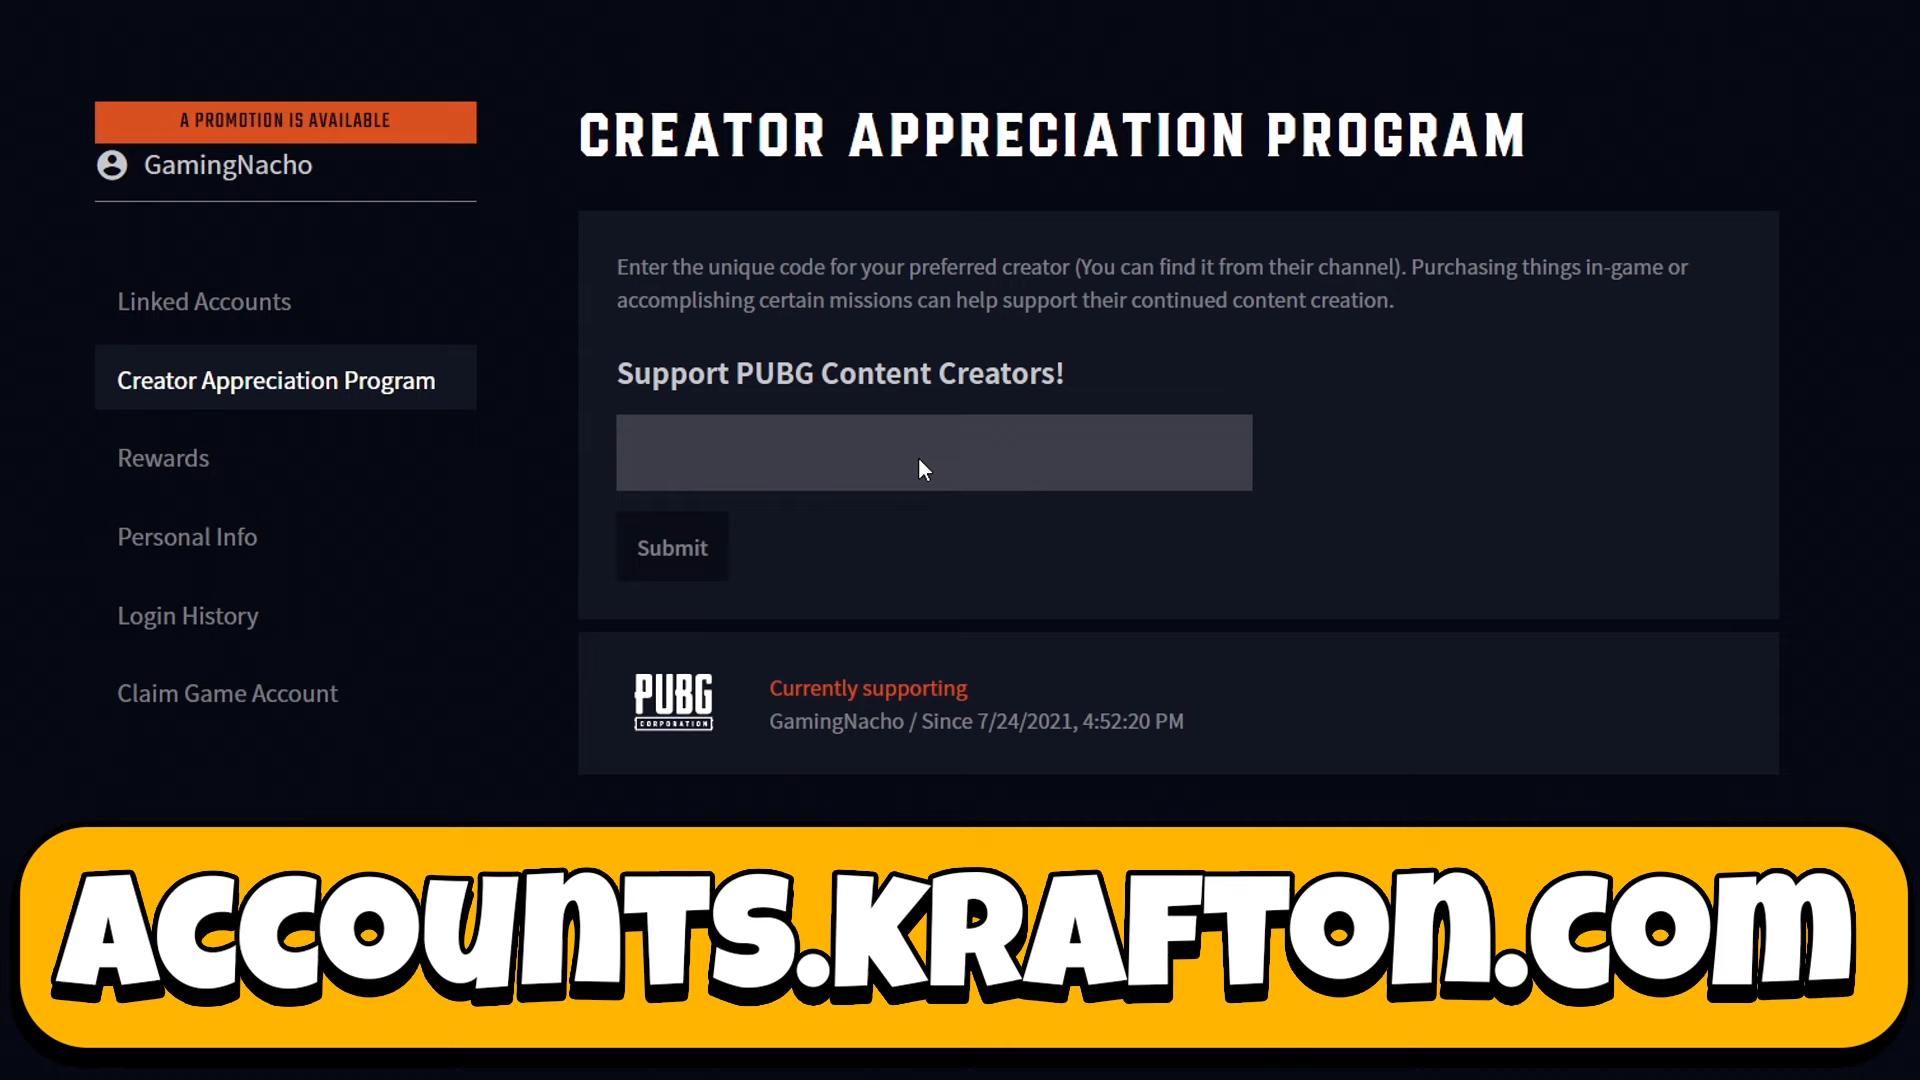 A PROMOTION IS AVAILABLE
GamingNacho
Linked Accounts
Creator Appreciation Program
Rewards
Personal Info
Login History
Claim Game Account
CREATOR APPRECIATION PROGRAM
Enter the unique code for your preferred creator (You can find it from their channel). Purchasing things in-game or
accomplishing certain missions can help support their continued content creation.
Support PUBG Content Creators!
Submit
PUBG
CORPORATION
Currently supporting
GamingNacho / Since 7/24/2021, 4:52:20 PM
ACCOUNTS.KRAFTON.COM